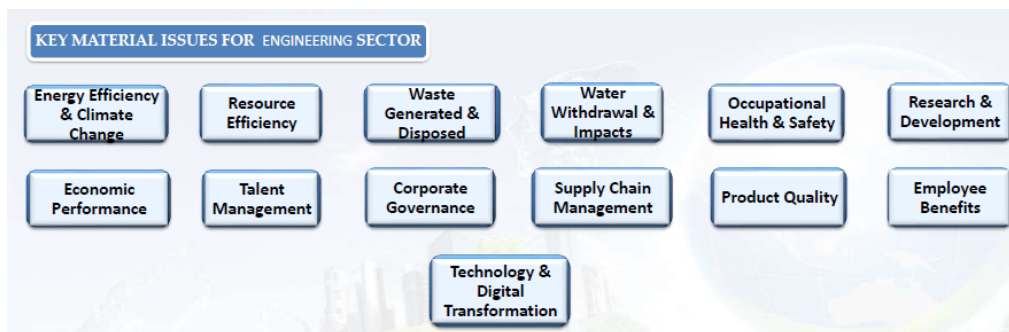 KEY MATERIAL ISSUES FOR ENGINEERING SECTOR
Energy Efficiency
& Climate
Change
Resource
Efficiency
Waste
Generated &
Disposed
Water
Withdrawal &
Impacts
Occupational
Health & Safety
Research &
Development
Economic
Performance
Talent
Management
Corporate
Governance
Supply Chain
Management
Product Quality
Employee
Benefits
Technology &
Digital
Transformation